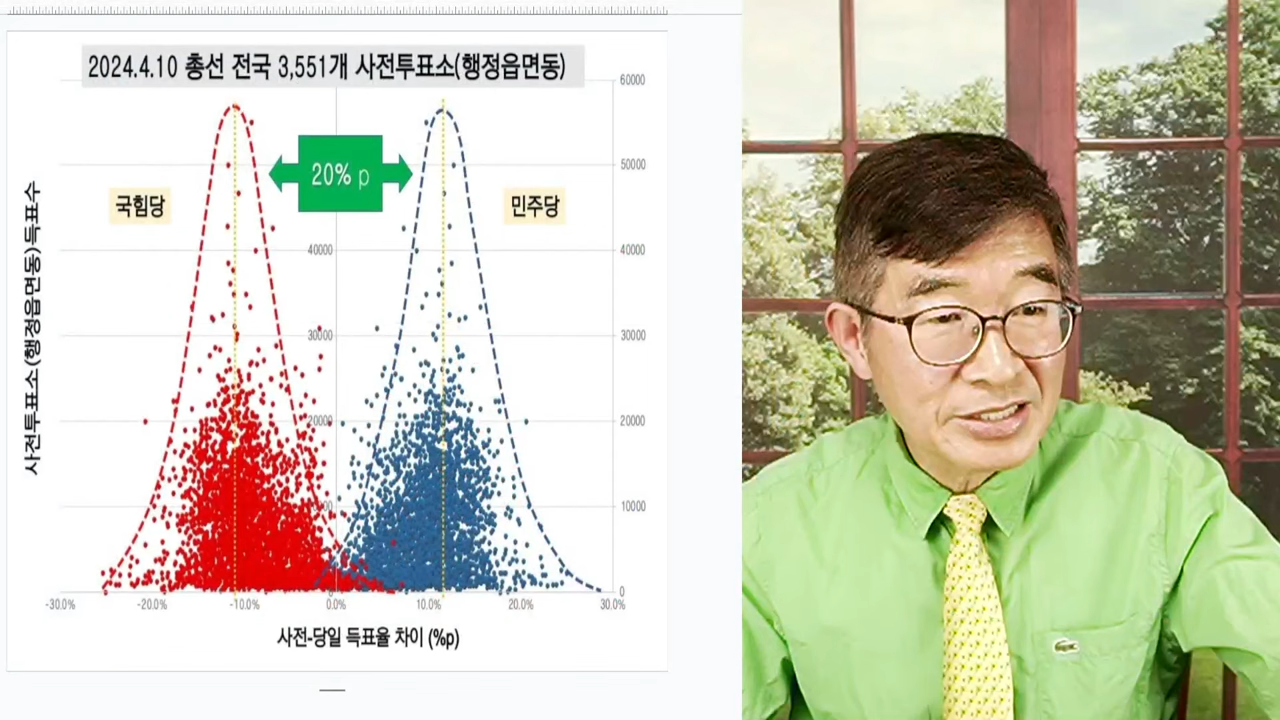 2024.4.10 총선 전국 3,551개 사전투표소(행정읍면동)
60000
50000
40000
30000
20000
10000
0
40000
30000
20000
20% p
국힘당
민주당
사전투표소(행정읍면동)득표수
-30.0% -20.0% -10.0% 0.0% 10.0% 20.0% 30.0%
사전-당일 득표율 차이 (%p)